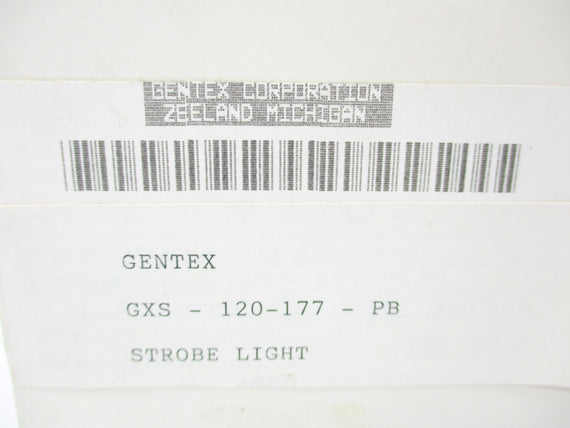 GENTEX CORPORATION
ZEELAND MICHIGAN
GENTEX
GXS - 120-177 - PB
STROBE LIGHT